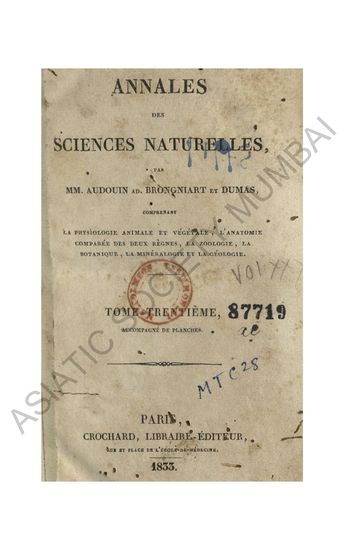 ANNALES
DES
SCIENCES NATURELLES,
PAR
MM. AUDOUIN AD. BRONGNIART ET DUMAS,
COMPRENANT
LA PHYSIOLOGIE ANIMALE ET VÉGÉTALE, L'ANATOMIE
COMPARÉE DES DEUX RÈGNES, LA ZOOLOGIE, LA
BOTANIQUE, LA MINÉRALOGIE ET LA GÉOLOGIE.
TOME TRENTIÈME,
87719
ACCOMPAGNÉ DE PLANCHES.
MTC28
PARIS,
CROCHARD, LIBRAIRE-ÉDITEUR,
RUE ET PLACE DE L'ÉCOLE-DE-MÉDECINE.
1833.
ASIATIC SOCIETY MUMBAI